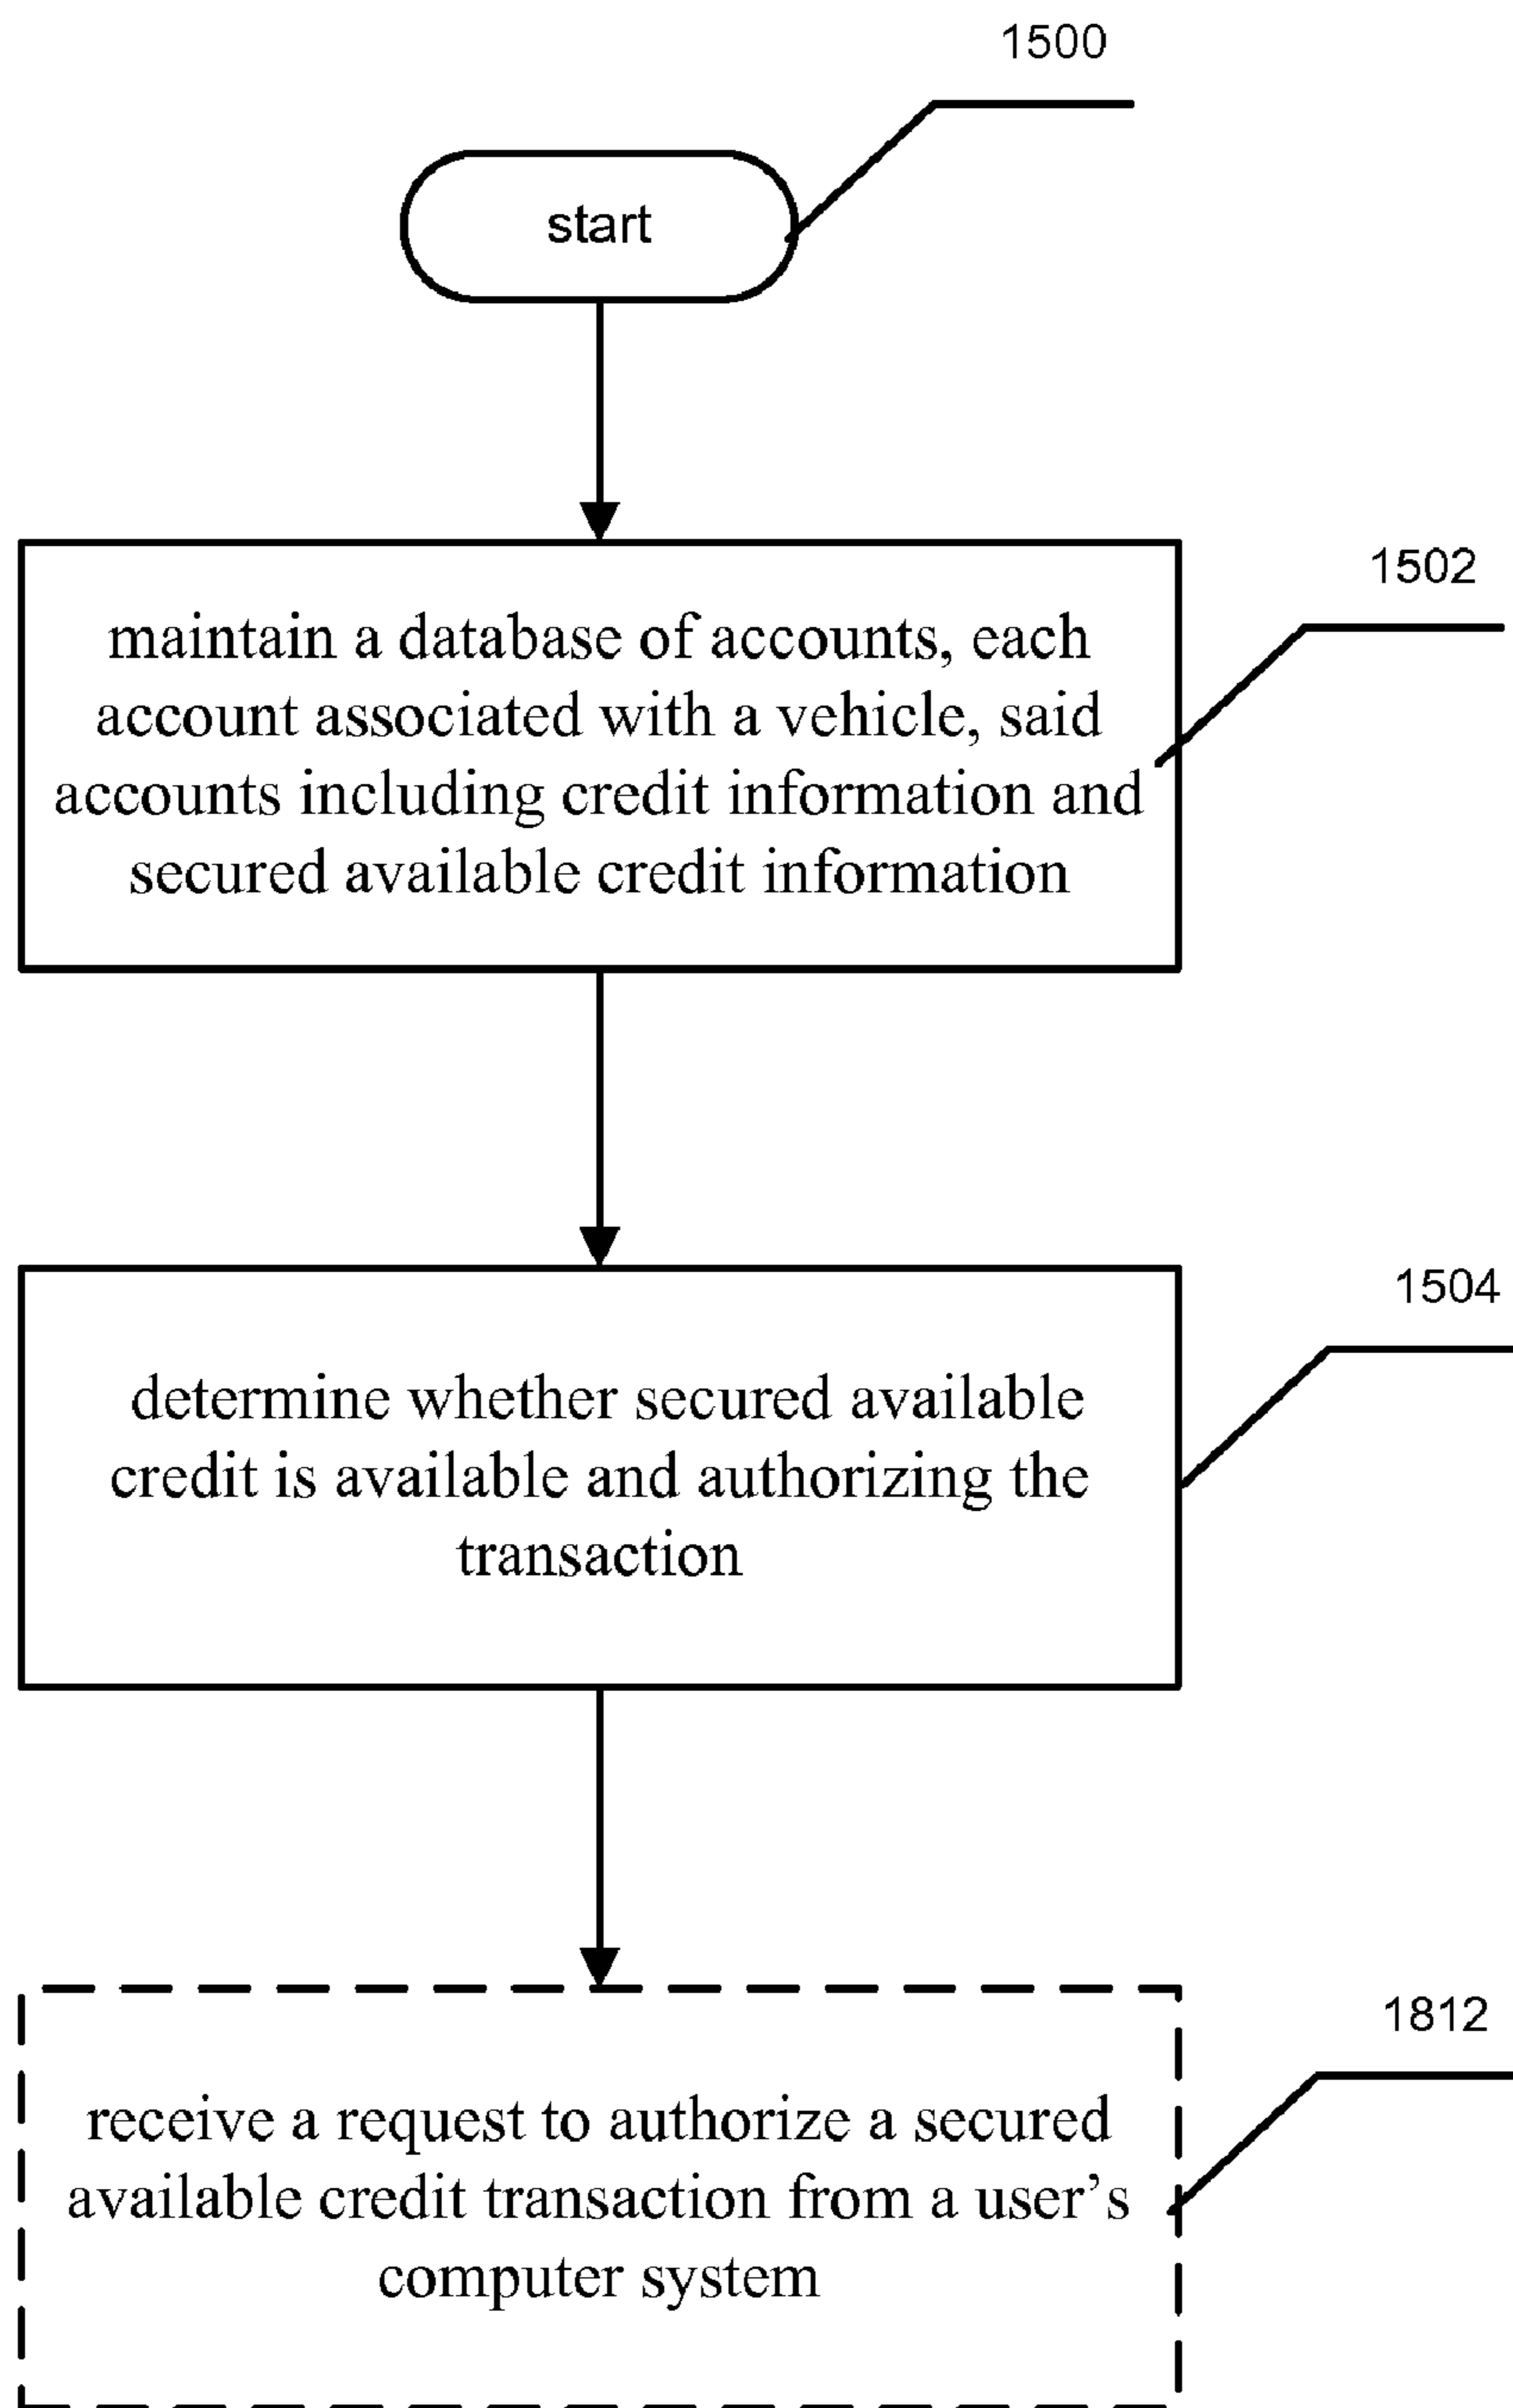 1500
start
1502
maintain a database of accounts, each
account associated with a vehicle, said
accounts including credit information and
secured available credit information
1504
determine whether secured available
credit is available and authorizing the
transaction
1812
receive a request to authorize a secured
available credit transaction from a user’s
computer system